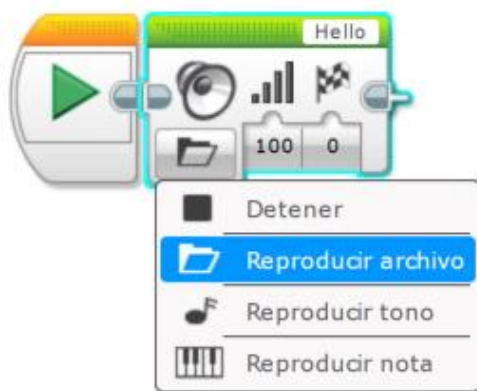 Hello
100 0
Detener
Reproducir archivo
Reproducir tono
Reproducir nota